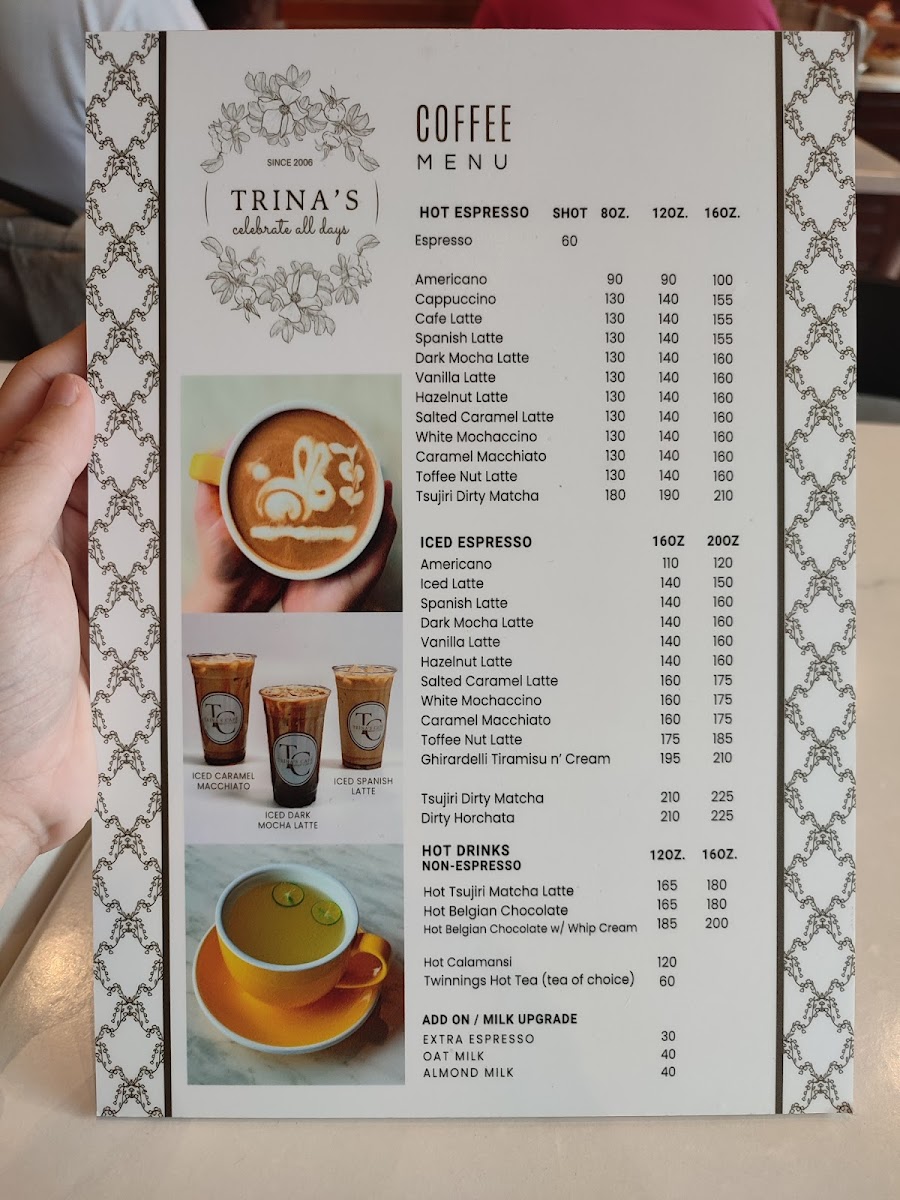 SINCE 2006
TRINA'S
celebrate all days
COFFEE
MENU
HOT ESPRESSO SHOT 8OZ. 12OZ. 16OZ.
Espresso 60
Americano 90 90 100
Cappuccino 130 140 155
Cafe Latte 130 140 155
Spanish Latte 130 140 155
Dark Mocha Latte 130 140 160
Vanilla Latte 130 140 160
Hazelnut Latte 130 140 160
Salted Caramel Latte 130 140 160
White Mochaccino 130 140 160
Caramel Macchiato 130 140 160
Toffee Nut Latte 130 140 160
Tsujiri Dirty Matcha 180 190 210
ICED ESPRESSO 16OZ 20OZ
Americano 110 120
Iced Latte 140 150
Spanish Latte 140 160
Dark Mocha Latte 140 160
Vanilla Latte 140 160
Hazelnut Latte 140 160
Salted Caramel Latte 160 175
White Mochaccino 160 175
Caramel Macchiato 160 175
Toffee Nut Latte 175 185
Ghirardelli Tiramisu n' Cream 195 210
Tsujiri Dirty Matcha 210 225
Dirty Horchata 210 225
HOT DRINKS
NON-ESPRESSO 12OZ. 16OZ.
Hot Tsujiri Matcha Latte 165 180
Hot Belgian Chocolate 165 180
Hot Belgian Chocolate w/ Whip Cream 185 200
Hot Calamansi 120
Twinnings Hot Tea (tea of choice) 60
ADD ON / MILK UPGRADE
EXTRA ESPRESSO 30
OAT MILK 40
ALMOND MILK 40
TC
TC
TC
ICED CARAMEL
MACCHIATO
ICED DARK
MOCHA LATTE
ICED SPANISH
LATTE